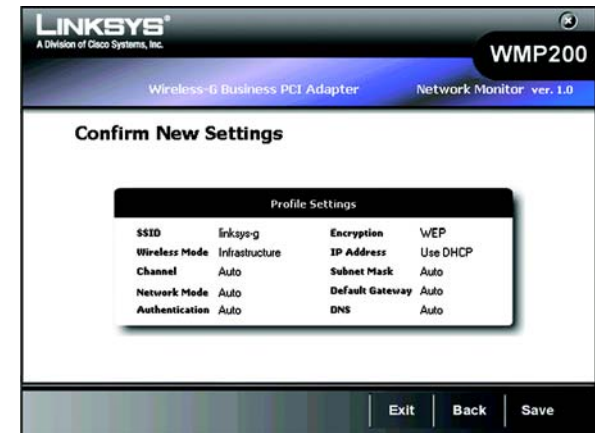 LINKSYS®
A Division of Cisco Systems, Inc.
WMP200
Wireless-G Business PCI Adapter Network Monitor ver. 1.0
Confirm New Settings
Profile Settings
SSID linksys-g Encryption WEP
Wireless Mode Infrastructure IP Address Use DHCP
Channel Auto Subnet Mask Auto
Network Mode Auto Default Gateway Auto
Authentication Auto DNS Auto
Exit Back Save